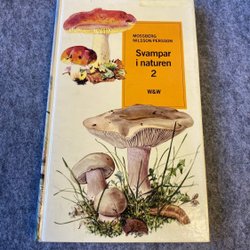 MOSSBERG
NILSSON·PERSSON
Svampar
i naturen
2
W&W